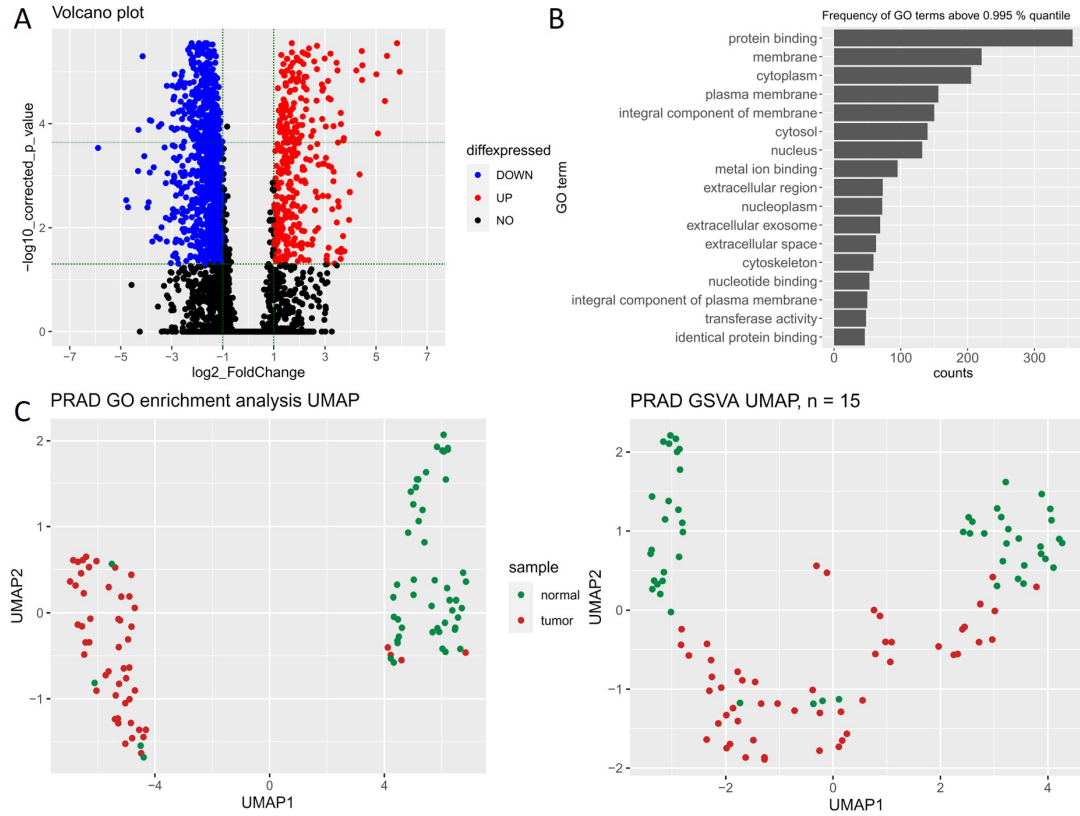 A
Volcano plot
−log10_corrected_p_value
4
2
0
−7
−5
−3
−1
1
3
5
7
log2_FoldChange
diffexpressed
DOWN
UP
NO
B
Frequency of GO terms above 0.995 % quantile
GO term
protein binding
membrane
cytoplasm
plasma membrane
integral component of membrane
cytosol
nucleus
metal ion binding
extracellular region
nucleoplasm
extracellular exosome
extracellular space
cytoskeleton
nucleotide binding
integral component of plasma membrane
transferase activity
identical protein binding
0
100
200
300
counts
C
PRAD GO enrichment analysis UMAP
UMAP2
2
1
0
−1
−4
0
4
UMAP1
sample
normal
tumor
PRAD GSVA UMAP, n = 15
UMAP2
2
1
0
−1
−2
−2
0
2
4
UMAP1